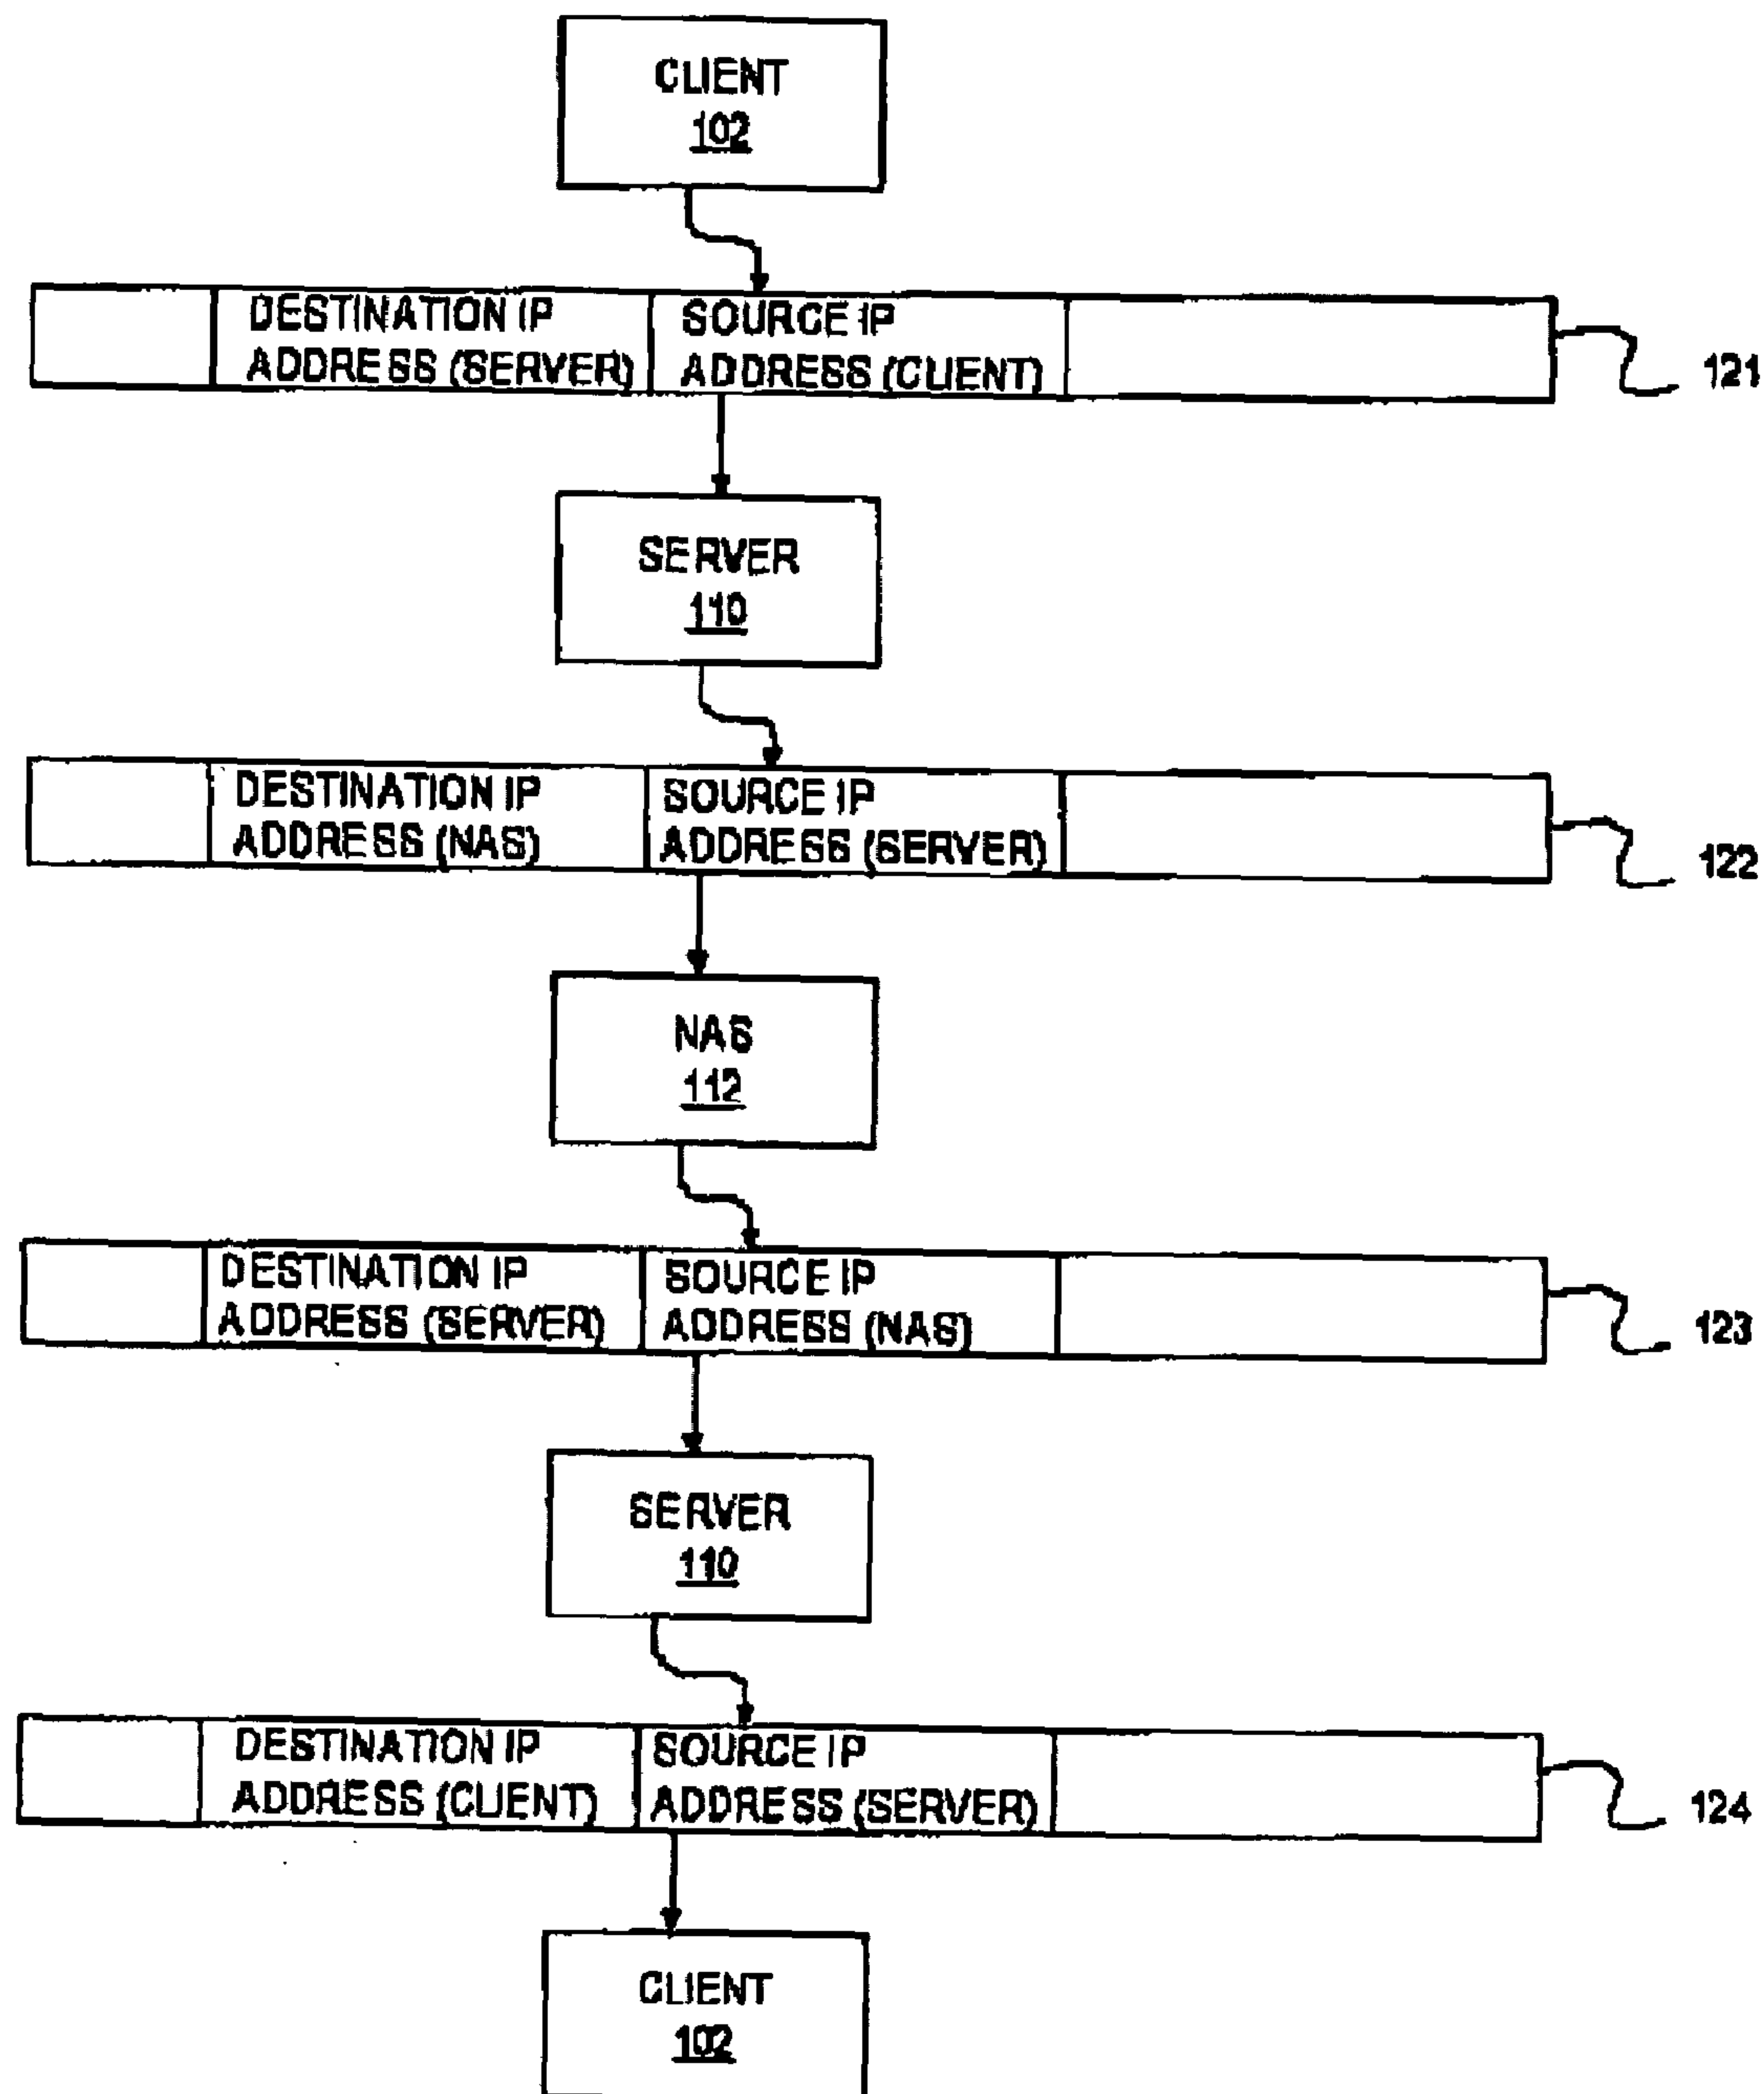 CLIENT
102
DESTINATION IP
ADDRESS (SERVER)
SOURCE IP
ADDRESS (CLIENT)
121
SERVER
110
DESTINATION IP
ADDRESS (NAS)
SOURCE IP
ADDRESS (SERVER)
122
NAS
112
DESTINATION IP
ADDRESS (SERVER)
SOURCE IP
ADDRESS (NAS)
123
SERVER
110
DESTINATION IP
ADDRESS (CLIENT)
SOURCE IP
ADDRESS (SERVER)
124
CLIENT
102